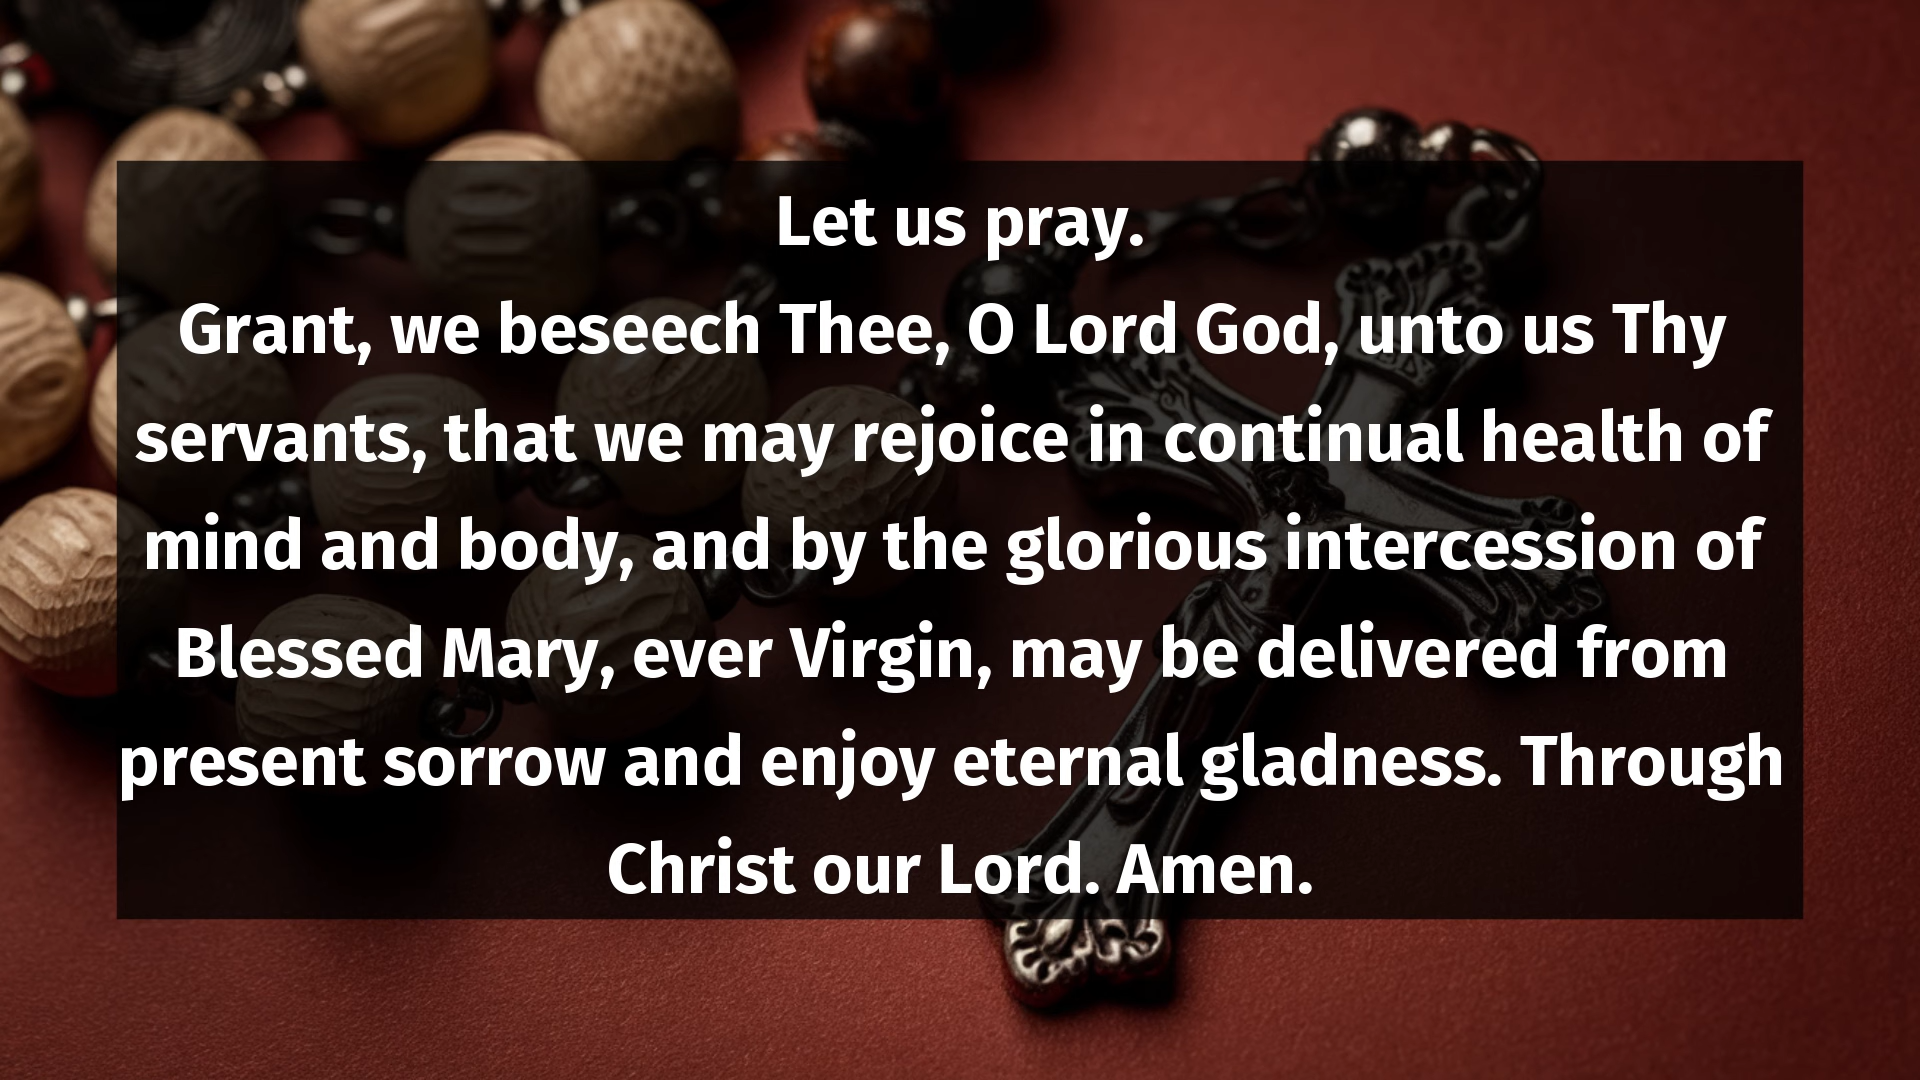 Let us pray.
Grant, we beseech Thee, O Lord God, unto us Thy
servants, that we may rejoice in continual health of
mind and body, and by the glorious intercession of
Blessed Mary, ever Virgin, may be delivered from
present sorrow and enjoy eternal gladness. Through
Christ our Lord. Amen.